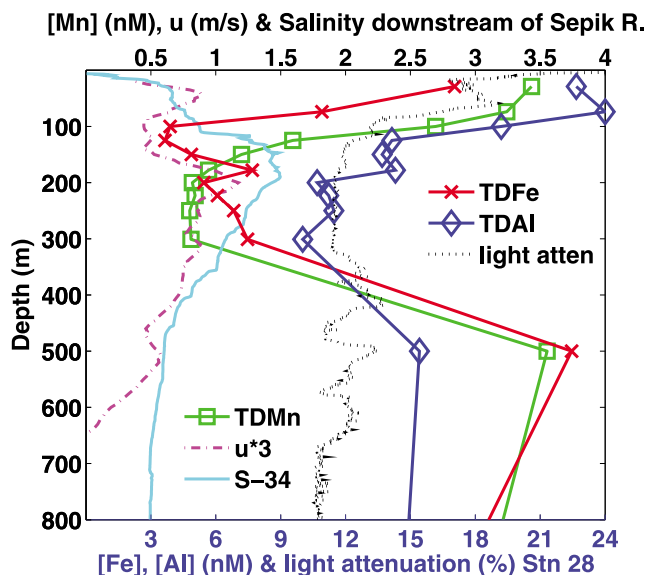 [Mn] (nM), u (m/s) & Salinity downstream of Sepik R.
0.5 1 1.5 2 2.5 3 3.5 4
100
200
300
400
500
600
700
800
Depth (m)
TDFe
TDAl
light atten
TDMn
u*3
S−34
3 6 9 12 15 18 21 24
[Fe], [Al] (nM) & light attenuation (%) Stn 28